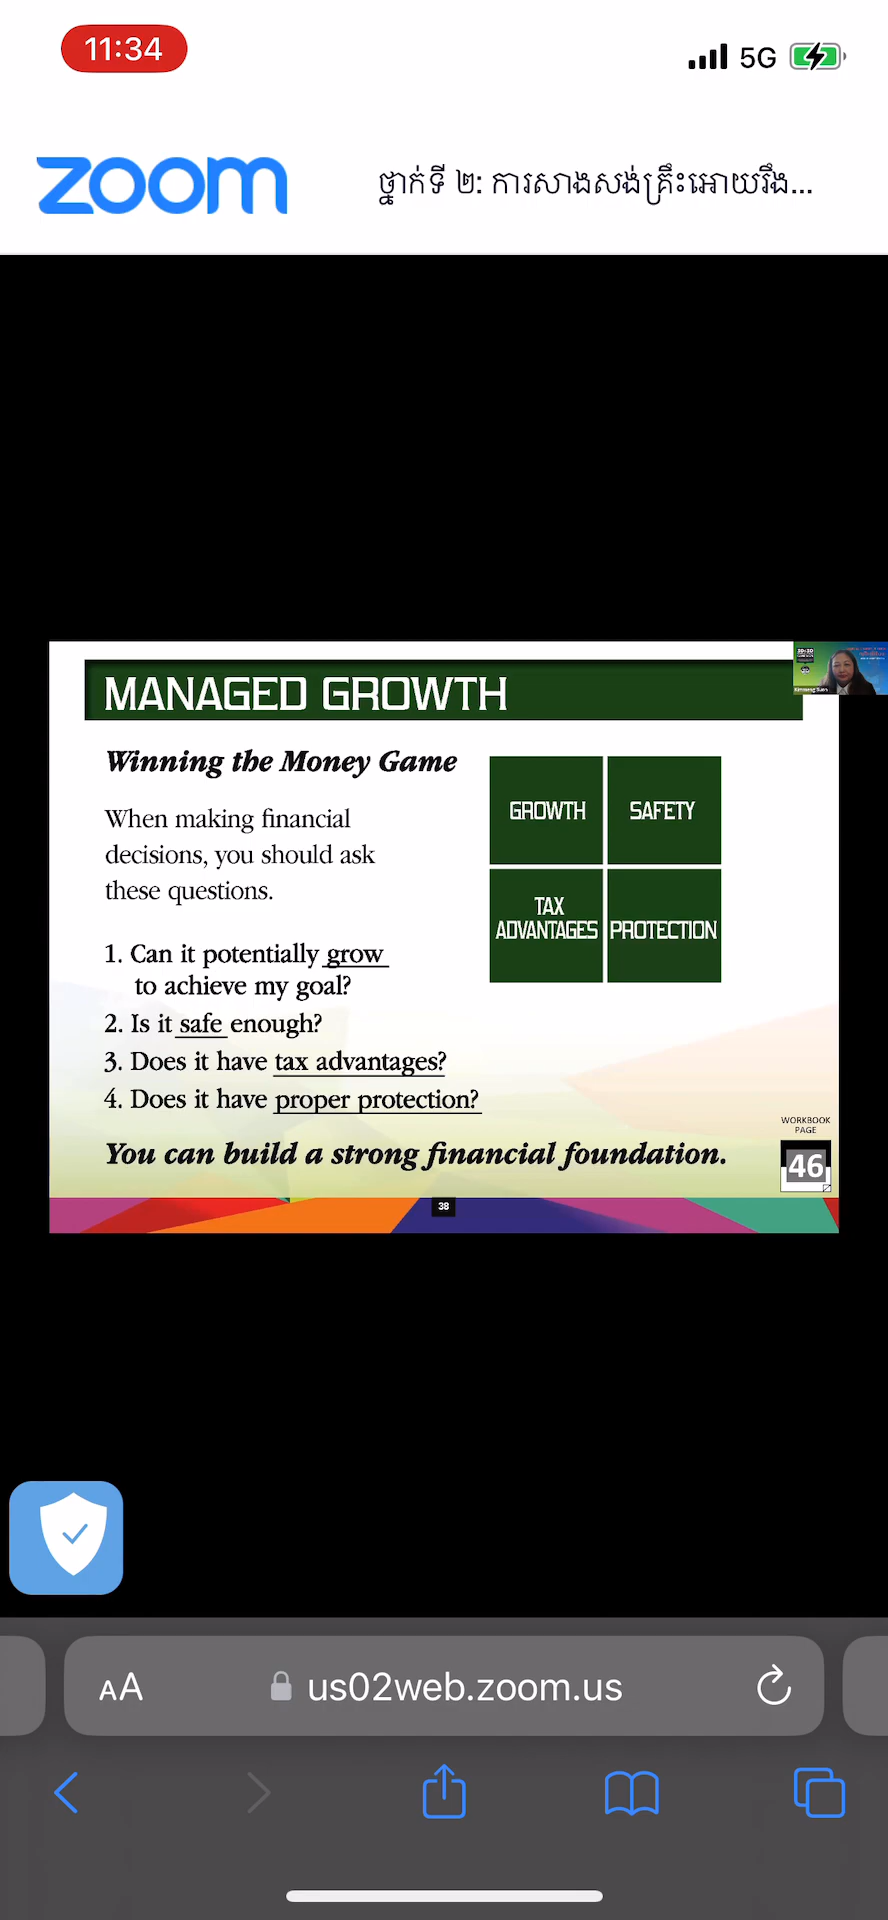 11:34
5G
zoom
ថ្នាក់ទី ២: ការសាងសង់គ្រឹះអោយរឹង...
MANAGED GROWTH
Winning the Money Game
When making financial
decisions, you should ask
these questions.
1. Can it potentially grow
to achieve my goal?
2. Is it safe enough?
3. Does it have tax advantages?
4. Does it have proper protection?
You can build a strong financial foundation.
GROWTH
SAFETY
TAX
ADVANTAGES
PROTECTION
WORKBOOK
PAGE
46
38
AA
us02web.zoom.us